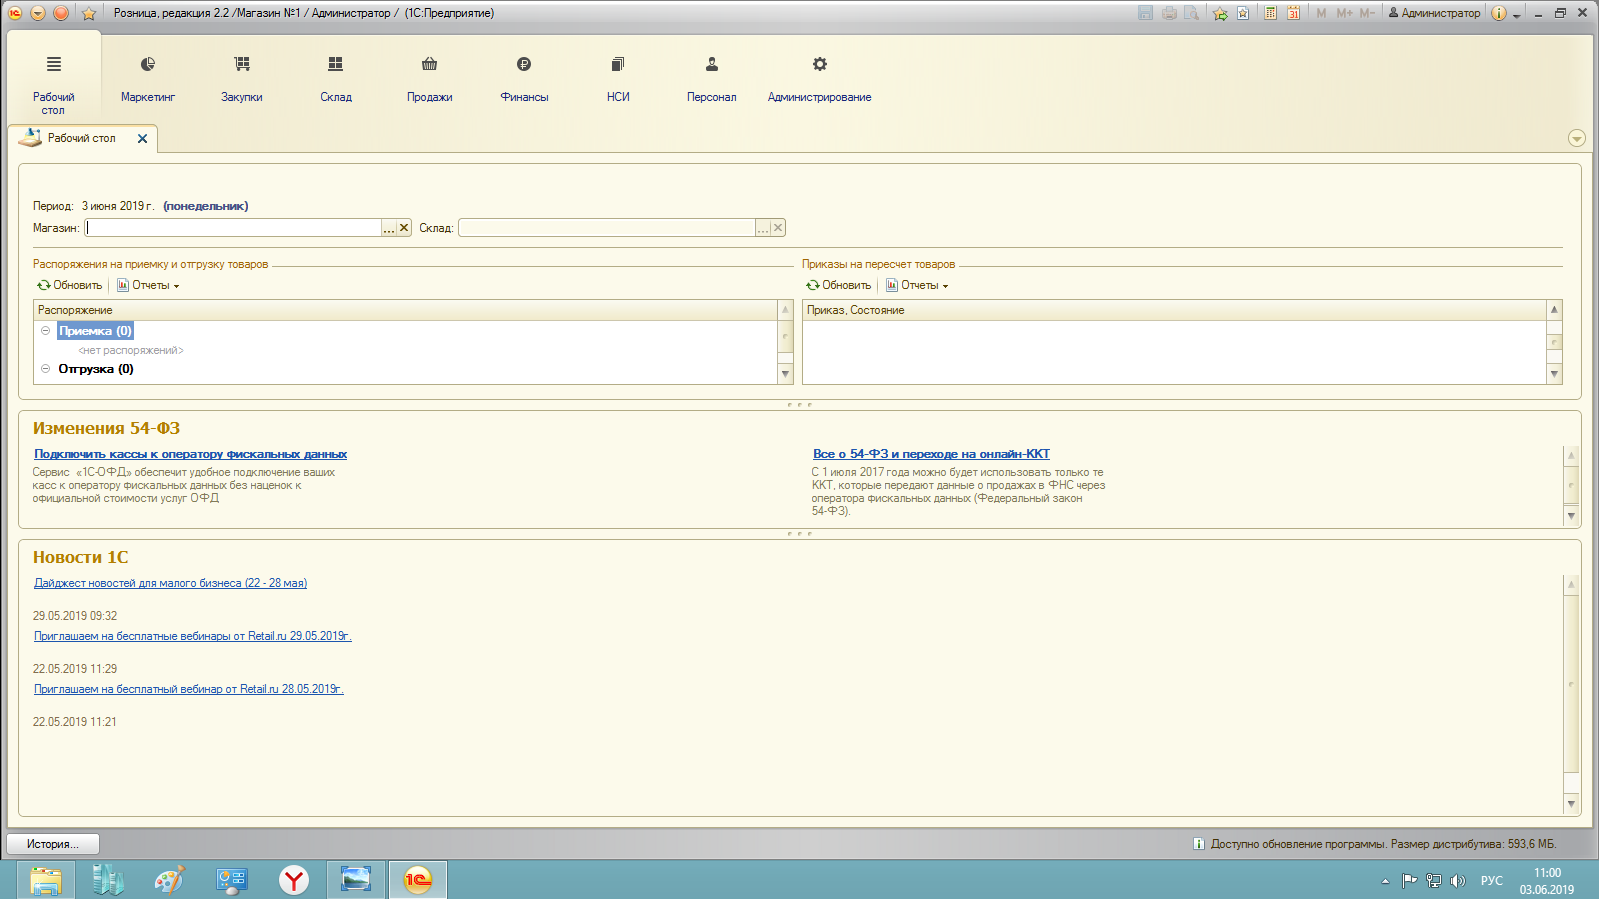 Розница, редакция 2.2 /Магазин №1 / Администратор / (1С:Предприятие)
31
M M+ M-
Администратор
Рабочий стол
Маркетинг
Закупки
Склад
Продажи
Финансы
НСИ
Персонал
Администрирование
Рабочий стол
Период: 3 июня 2019 г. (понедельник)
Магазин: ... Склад: ...
Распоряжения на приемку и отгрузку товаров
Обновить Отчеты
Распоряжение
Приемка (0)
<нет распоряжений>
Отгрузка (0)
Приказы на пересчет товаров
Обновить Отчеты
Приказ, Состояние
Изменения 54-ФЗ
Подключить кассы к оператору фискальных данных
Сервис «1С-ОФД» обеспечит удобное подключение ваших
касс к оператору фискальных данных без наценок к
официальной стоимости услуг ОФД
Все о 54-ФЗ и переходе на онлайн-ККТ
С 1 июля 2017 года можно будет использовать только те
ККТ, которые передают данные о продажах в ФНС через
оператора фискальных данных (Федеральный закон
54-ФЗ).
Новости 1С
Дайджест новостей для малого бизнеса (22 - 28 мая)
29.05.2019 09:32
Приглашаем на бесплатные вебинары от Retail.ru 29.05.2019г.
22.05.2019 11:29
Приглашаем на бесплатный вебинар от Retail.ru 28.05.2019г.
22.05.2019 11:21
История...
Доступно обновление программы. Размер дистрибутива: 593,6 МБ.
РУС
11:00
03.06.2019